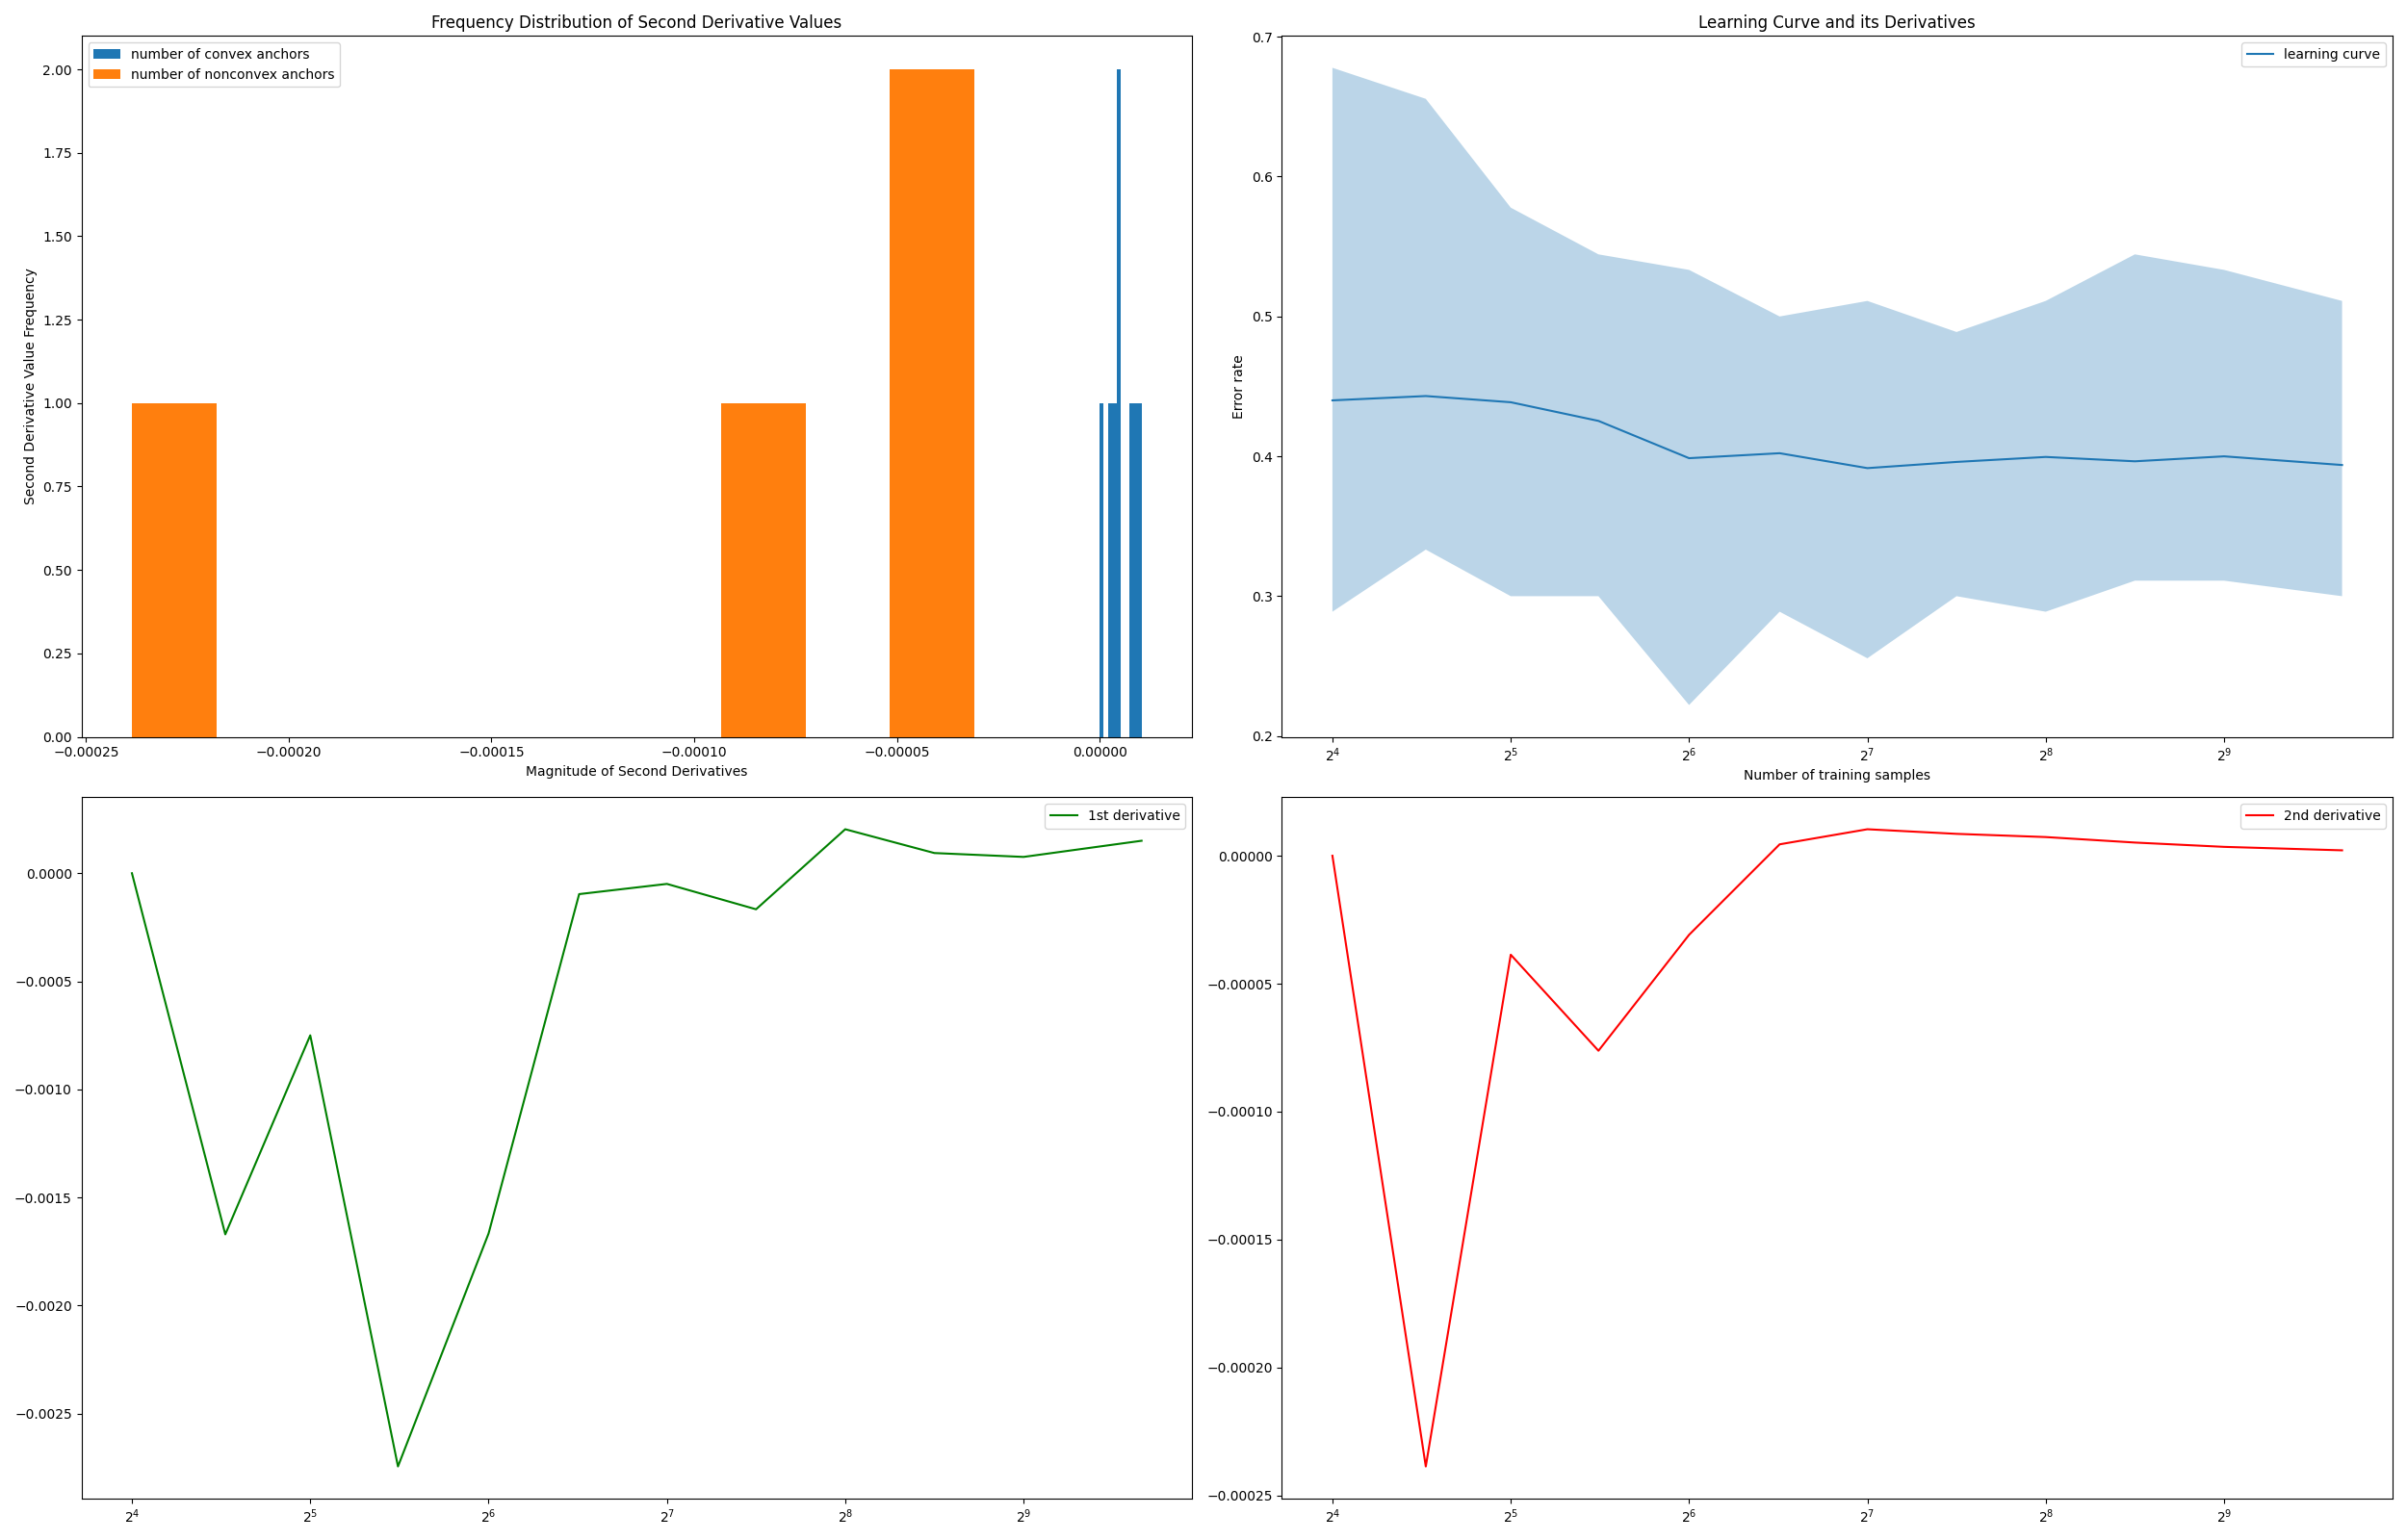 Frequency Distribution of Second Derivative Values
number of convex anchors
number of nonconvex anchors
Second Derivative Value Frequency
2.00
1.75
1.50
1.25
1.00
0.75
0.50
0.25
0.00
−0.00025 −0.00020 −0.00015 −0.00010 −0.00005 0.00000
Magnitude of Second Derivatives
Learning Curve and its Derivatives
learning curve
Error rate
0.7
0.6
0.5
0.4
0.3
0.2
2⁴ 2⁵ 2⁶ 2⁷ 2⁸ 2⁹
Number of training samples
1st derivative
0.0000
−0.0005
−0.0010
−0.0015
−0.0020
−0.0025
2⁴ 2⁵ 2⁶ 2⁷ 2⁸ 2⁹
2nd derivative
0.00000
−0.00005
−0.00010
−0.00015
−0.00020
−0.00025
2⁴ 2⁵ 2⁶ 2⁷ 2⁸ 2⁹